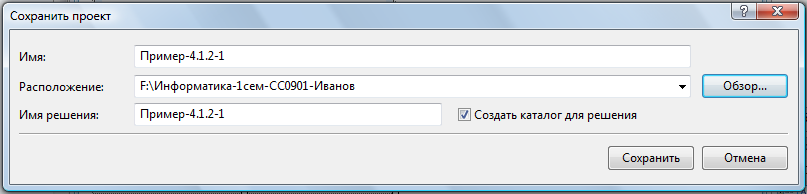 Сохранить проект
Имя: Пример-4.1.2-1
Расположение: F:\Информатика-1сем-СС0901-Иванов Обзор...
Имя решения: Пример-4.1.2-1 Создать каталог для решения
Сохранить Отмена